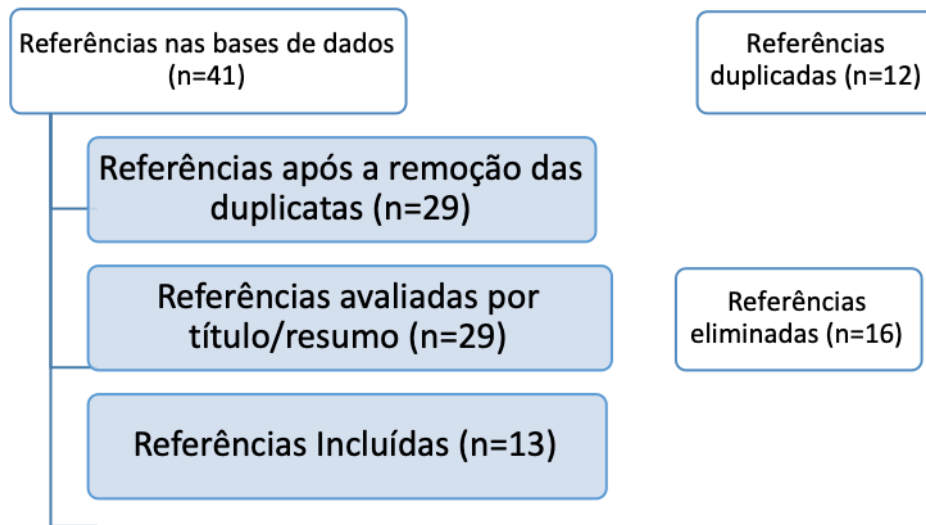 Referências nas bases de dados
(n=41)
Referências
duplicadas (n=12)
Referências após a remoção das
duplicatas (n=29)
Referências avaliadas por
título/resumo (n=29)
Referências
eliminadas (n=16)
Referências Incluídas (n=13)